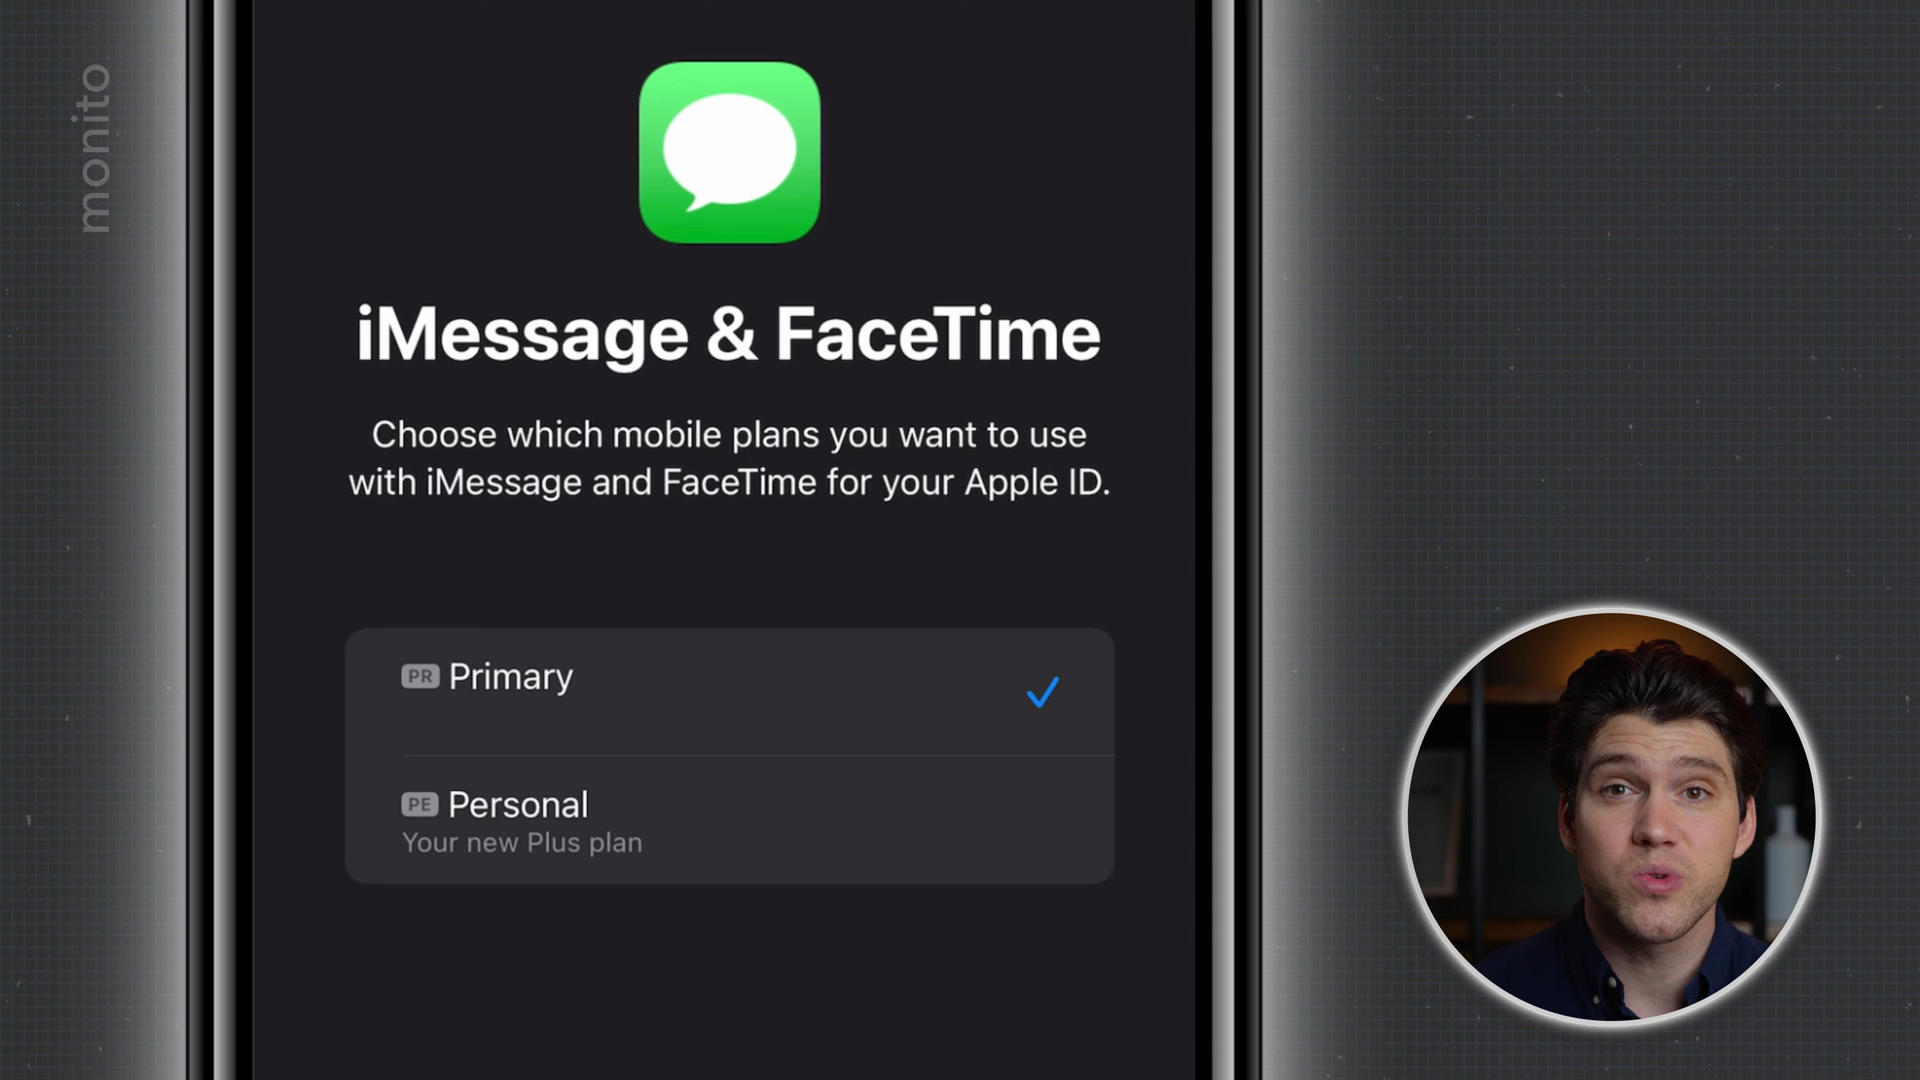 monito
iMessage & FaceTime
Choose which mobile plans you want to use
with iMessage and FaceTime for your Apple ID.
PR Primary
PE Personal
Your new Plus plan